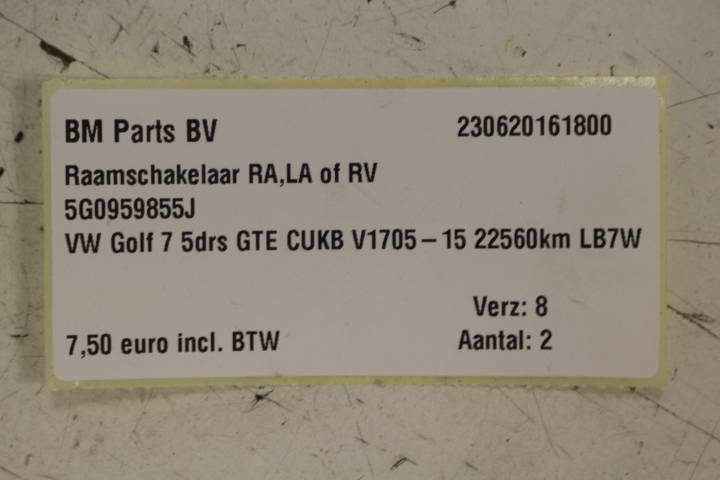 BM Parts BV 230620161800
Raamschakelaar RA,LA of RV
5G0959855J
VW Golf 7 5drs GTE CUKB V1705-15 22560km LB7W
Verz: 8
7,50 euro incl. BTW Aantal: 2